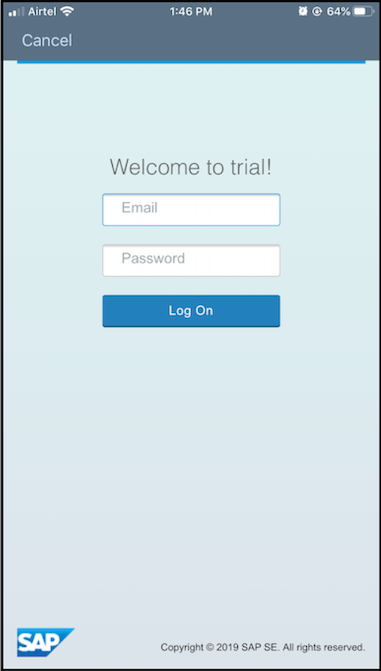 Airtel 1:46 PM 64%
Cancel
Welcome to trial!
Email
Password
Log On
SAP Copyright © 2019 SAP SE. All rights reserved.